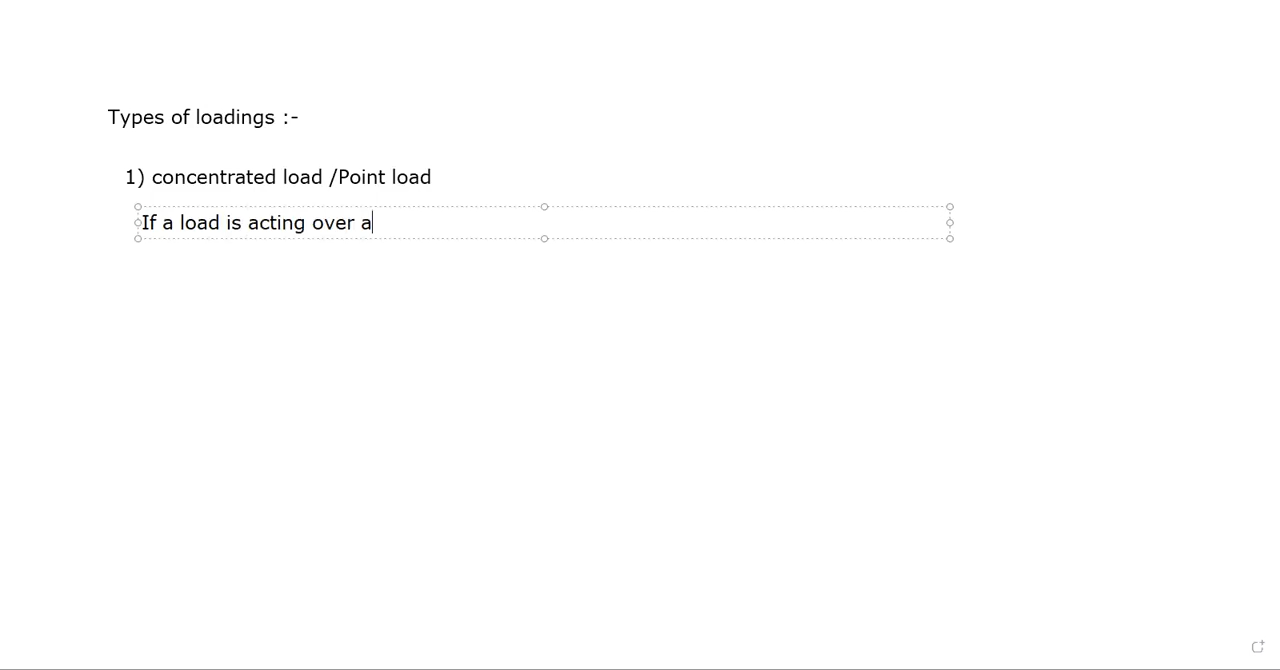 Types of loadings :-
1) concentrated load /Point load
If a load is acting over a